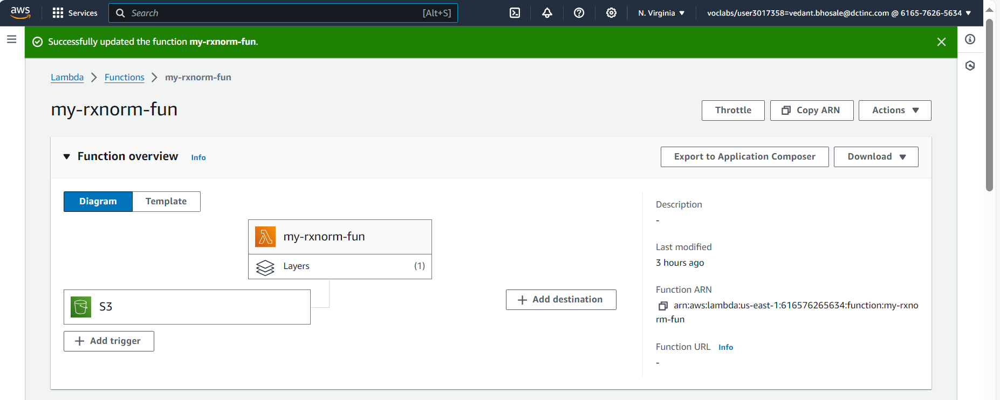 aws
Services
Search
[Alt+S]
N. Virginia
voclabs/user3017358=vedant.bhosale@dctinc.com @ 6165-7626-5634
Successfully updated the function my-rxnorm-fun.
Lambda
Functions
my-rxnorm-fun
my-rxnorm-fun
Throttle
Copy ARN
Actions
Function overview
Info
Export to Application Composer
Download
Diagram
Template
my-rxnorm-fun
Layers
(1)
S3
Add trigger
Add destination
Description
-
Last modified
3 hours ago
Function ARN
arn:aws:lambda:us-east-1:616576265634:function:my-rxno
rm-fun
Function URL
Info
-